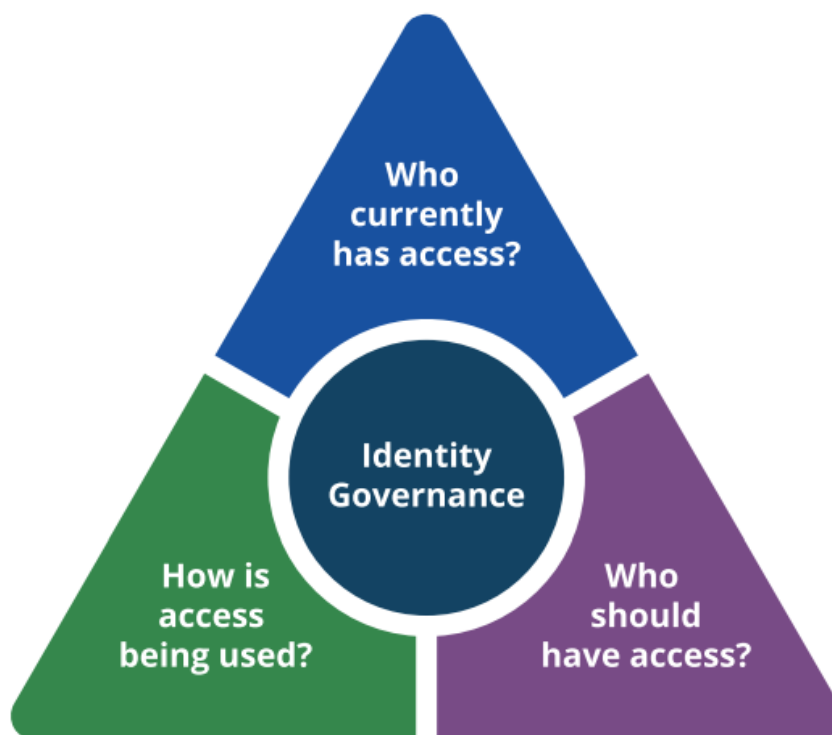 Who
currently
has access?
Identity
Governance
How is
access
being used?
Who
should
have access?